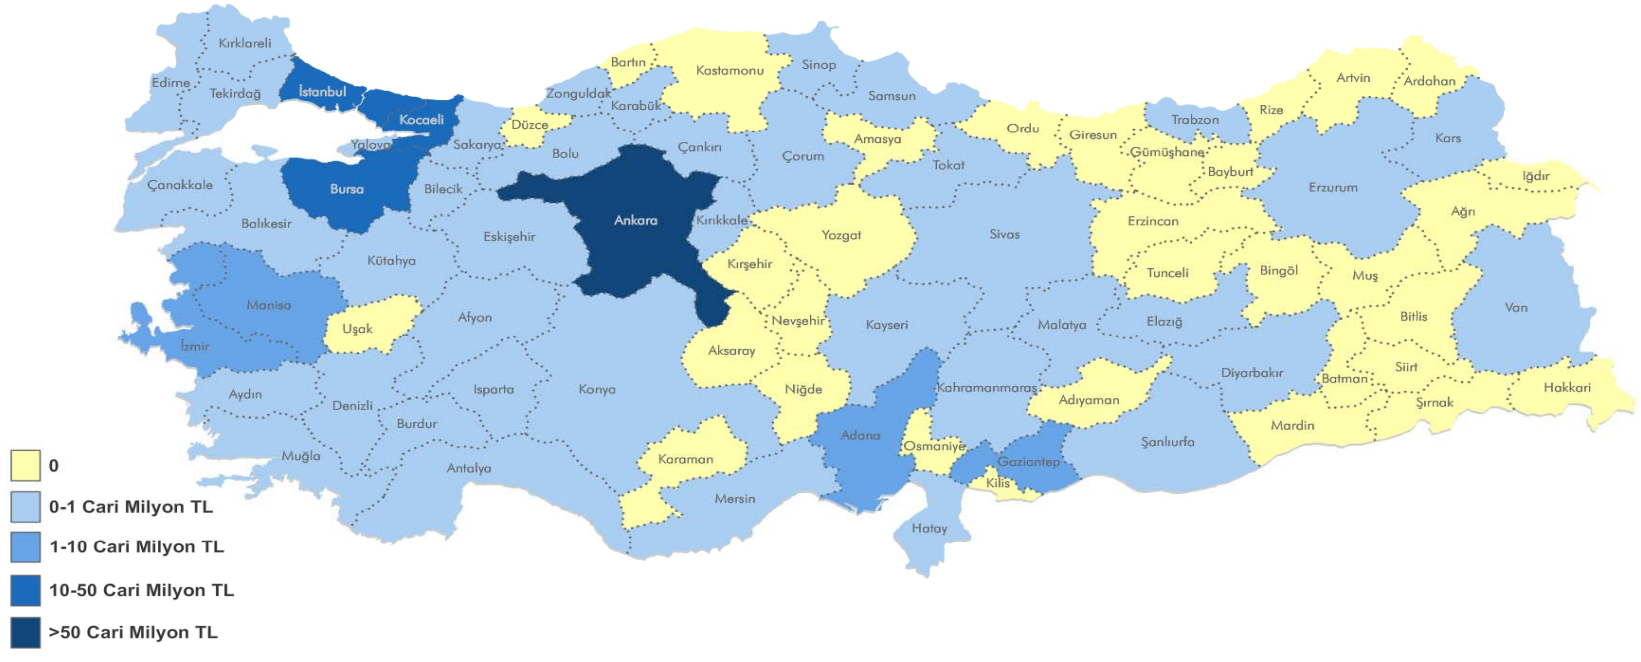 Kırklareli
Edirne
Tekirdağ
İstanbul
Kocaeli
Yalova
Sakarya
Düzce
Zonguldak
Bartın
Karabük
Kastamonu
Sinop
Samsun
Bolu
Çankırı
Çorum
Amasya
Tokat
Ordu
Giresun
Trabzon
Gümüşhane
Bayburt
Rize
Artvin
Ardahan
Kars
Iğdır
Ağrı
Erzurum
Erzincan
Çanakkale
Balıkesir
Bursa
Bilecik
Eskişehir
Kütahya
Ankara
Kırıkkale
Kırşehir
Yozgat
Sivas
Tunceli
Bingöl
Muş
Bitlis
Van
Manisa
İzmir
Uşak
Afyon
Aksaray
Nevşehir
Kayseri
Malatya
Elazığ
Diyarbakır
Batman
Siirt
Şırnak
Hakkari
Aydın
Denizli
Isparta
Burdur
Konya
Niğde
Adana
Kahramanmaraş
Adıyaman
Şanlıurfa
Mardin
Muğla
Antalya
Karaman
Mersin
Osmaniye
Gaziantep
Kilis
Hatay
0
0-1 Cari Milyon TL
1-10 Cari Milyon TL
10-50 Cari Milyon TL
>50 Cari Milyon TL